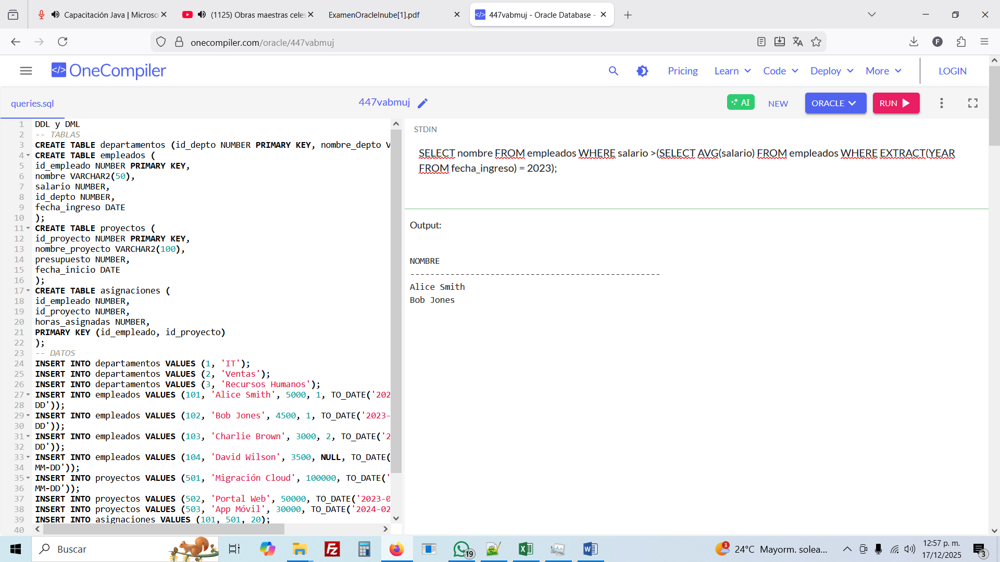 Capacitación Java | Microso
(1125) Obras maestras celes
ExamenOracleInube[1].pdf
447vabmuj - Oracle Database -
onecompiler.com/oracle/447vabmuj
F
</> OneCompiler
Pricing
Learn
Code
Deploy
More
LOGIN
queries.sql
447vabmuj
AI
NEW
ORACLE
RUN
1 DDL y DML
2 -- TABLAS
3 CREATE TABLE departamentos (id_depto NUMBER PRIMARY KEY, nombre_depto V
4 CREATE TABLE empleados (
5 id_empleado NUMBER PRIMARY KEY,
6 nombre VARCHAR2(50),
7 salario NUMBER,
8 id_depto NUMBER,
9 fecha_ingreso DATE
10 );
11 CREATE TABLE proyectos (
12 id_proyecto NUMBER PRIMARY KEY,
13 nombre_proyecto VARCHAR2(100),
14 presupuesto NUMBER,
15 fecha_inicio DATE
16 );
17 CREATE TABLE asignaciones (
18 id_empleado NUMBER,
19 id_proyecto NUMBER,
20 horas_asignadas NUMBER,
21 PRIMARY KEY (id_empleado, id_proyecto)
22 );
23 -- DATOS
24 INSERT INTO departamentos VALUES (1, 'IT');
25 INSERT INTO departamentos VALUES (2, 'Ventas');
26 INSERT INTO departamentos VALUES (3, 'Recursos Humanos');
27 INSERT INTO empleados VALUES (101, 'Alice Smith', 5000, 1, TO_DATE('202
28 DD'));
29 INSERT INTO empleados VALUES (102, 'Bob Jones', 4500, 1, TO_DATE('2023-
30 DD'));
31 INSERT INTO empleados VALUES (103, 'Charlie Brown', 3000, 2, TO_DATE('2
32 DD'));
33 INSERT INTO empleados VALUES (104, 'David Wilson', 3500, NULL, TO_DATE(
34 MM-DD'));
35 INSERT INTO proyectos VALUES (501, 'Migración Cloud', 100000, TO_DATE('
36 MM-DD'));
37 INSERT INTO proyectos VALUES (502, 'Portal Web', 50000, TO_DATE('2023-0
38 INSERT INTO proyectos VALUES (503, 'App Móvil', 30000, TO_DATE('2024-02
39 INSERT INTO asignaciones VALUES (101, 501, 20);
40
STDIN
SELECT nombre FROM empleados WHERE salario >(SELECT AVG(salario) FROM empleados WHERE EXTRACT(YEAR
FROM fecha_ingreso) = 2023);
Output:
NOMBRE
--------------------------------------------------
Alice Smith
Bob Jones
Buscar
19
3
24°C Mayorm. solea...
12:57 p. m.
17/12/2025
3